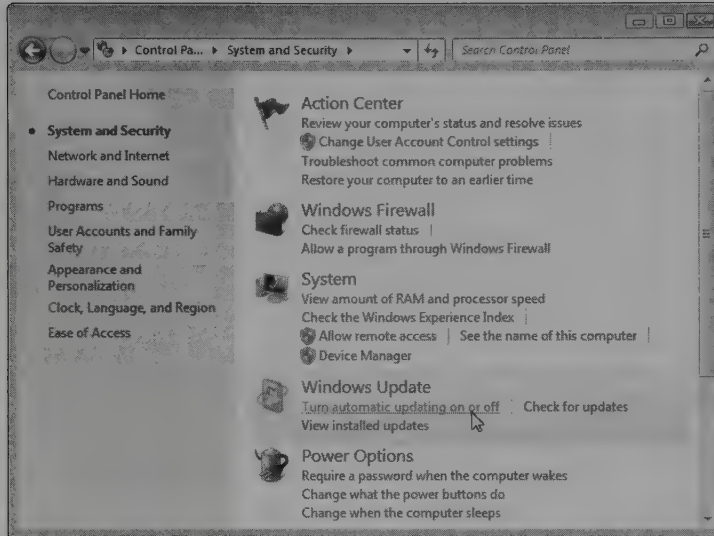 Control Pa... System and Security Search Control Panel
Control Panel Home
System and Security
Network and Internet
Hardware and Sound
Programs
User Accounts and Family
Safety
Appearance and
Personalization
Clock, Language, and Region
Ease of Access
Action Center
Review your computer's status and resolve issues
Change User Account Control settings
Troubleshoot common computer problems
Restore your computer to an earlier time
Windows Firewall
Check firewall status
Allow a program through Windows Firewall
System
View amount of RAM and processor speed
Check the Windows Experience Index
Allow remote access See the name of this computer
Device Manager
Windows Update
Turn automatic updating on or off Check for updates
View installed updates
Power Options
Require a password when the computer wakes
Change what the power buttons do
Change when the computer sleeps